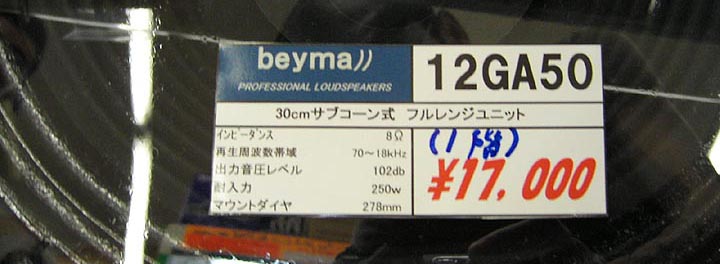 beyma))
PROFESSIONAL LOUDSPEAKERS
12GA50
30cmサブコーン式 フルレンジユニット
インピーダンス 8Ω
再生周波数帯域 70～18kHz
出力音圧レベル 102db
耐入力 250w
マウントダイヤ 278mm
(1階)
¥17,000